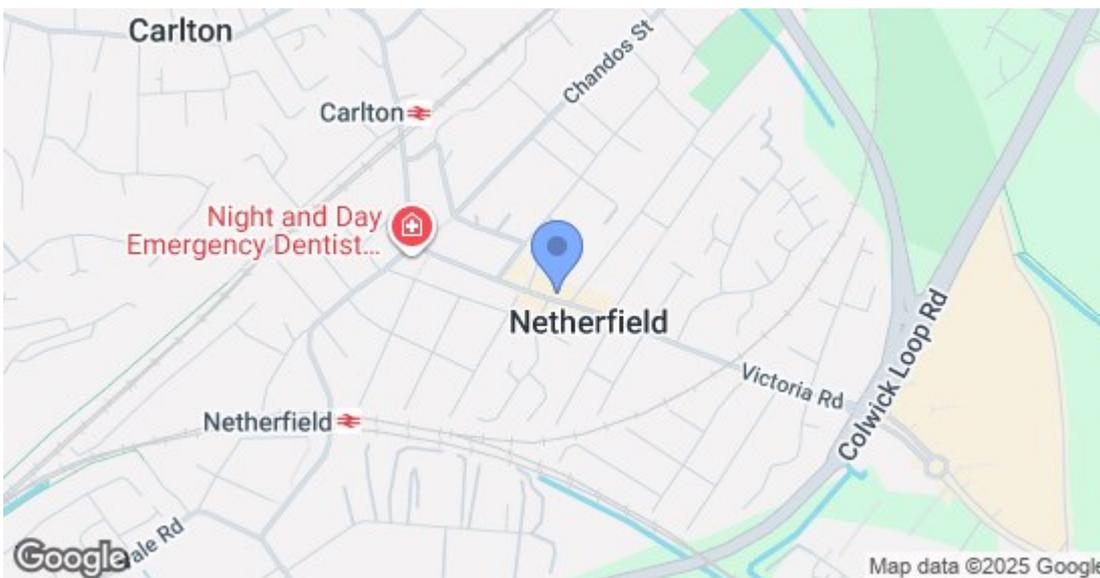 Carlton
Chandos St
Carlton
Night and Day
Emergency Dentist...
Netherfield
Victoria Rd
Colwick Loop Rd
Netherfield
ale Rd
Google
Map data ©2025 Google